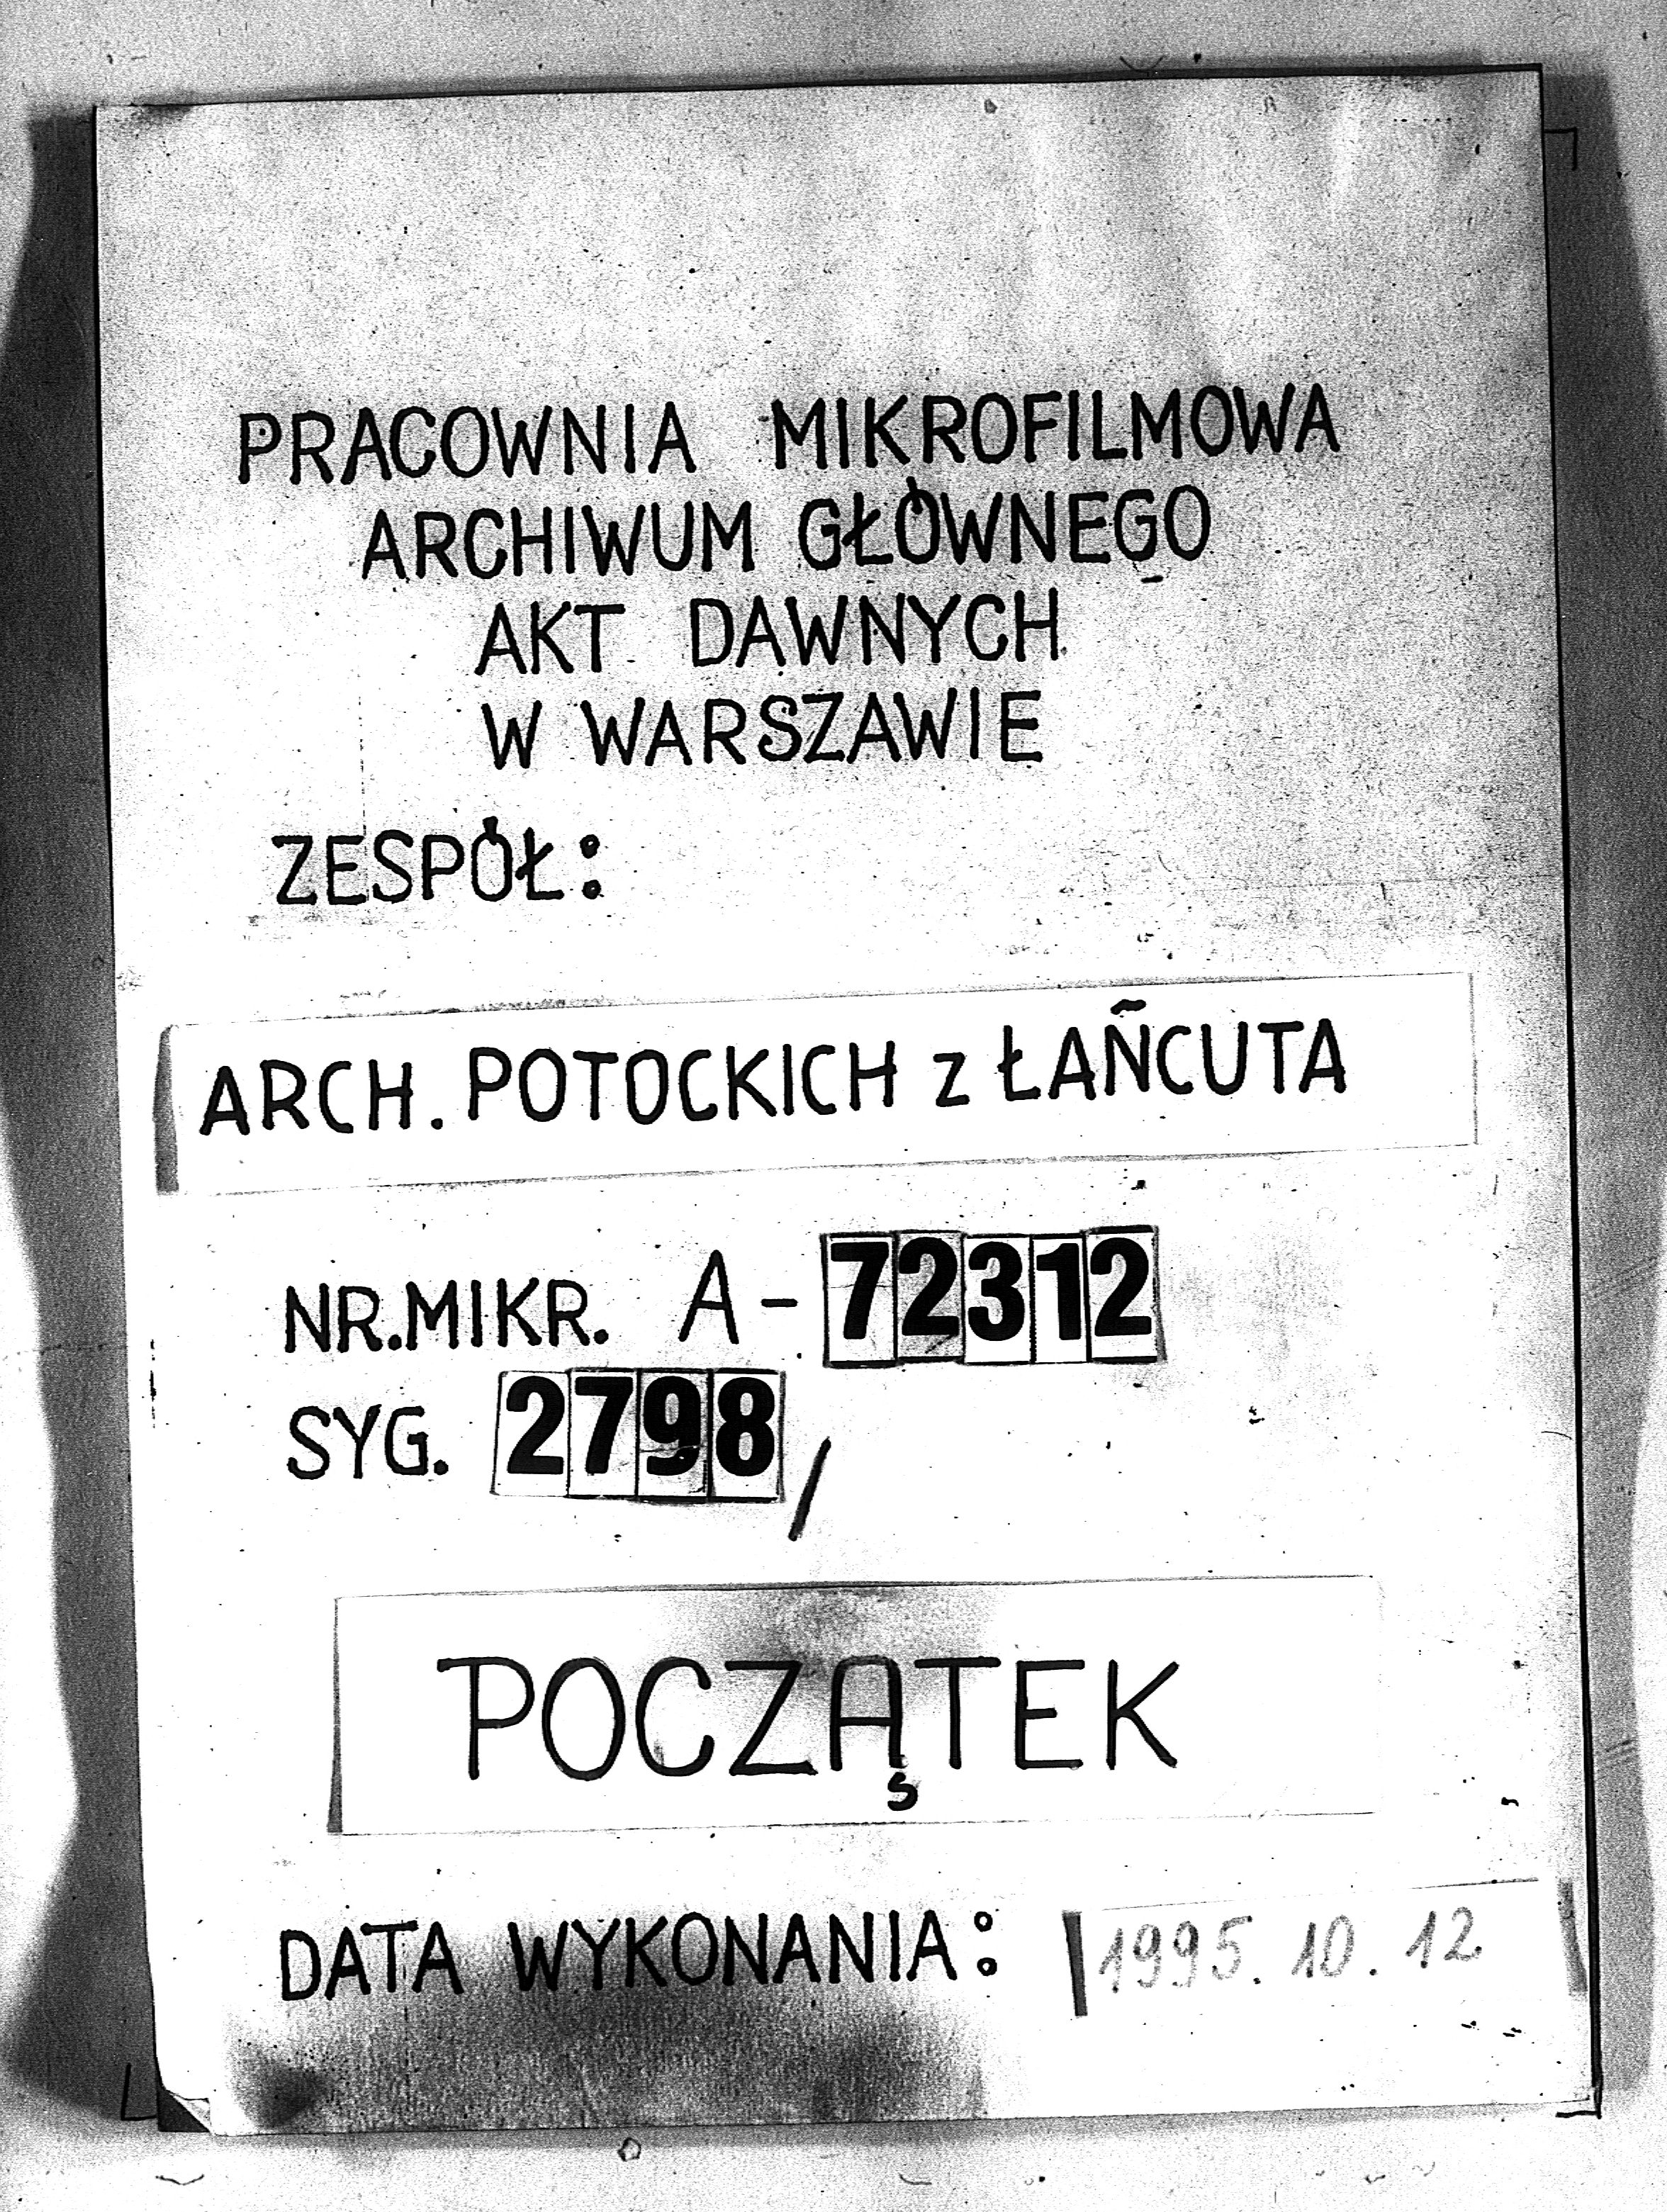 PRACOWNIA MIKROFILMOWA
ARCHIWUM GŁÓWNEGO
AKT DAWNYCH
W WARSZAWIE
ZESPÓŁ:
ARCH. POTOCKICH z ŁAŃCUTA
NR.MIKR. A-72312
SYG. 2798/
POCZĄTEK
DATA WYKONANIA: 1995.10.12